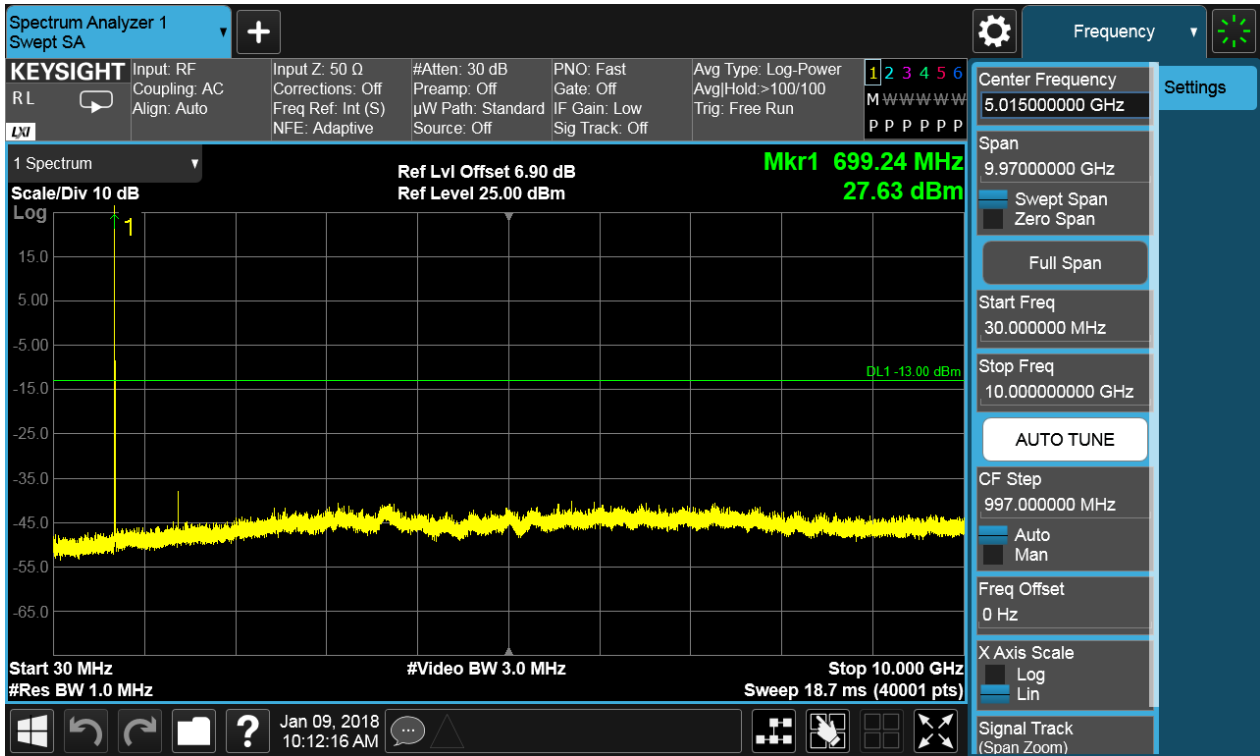 Spectrum Analyzer 1
Swept SA
+
Frequency
KEYSIGHT
R L
LXI
Input: RF
Coupling: AC
Align: Auto
Input Z: 50 Ω
Corrections: Off
Freq Ref: Int (S)
NFE: Adaptive
#Atten: 30 dB
Preamp: Off
µW Path: Standard
Source: Off
PNO: Fast
Gate: Off
IF Gain: Low
Sig Track: Off
Avg Type: Log-Power
Avg|Hold:>100/100
Trig: Free Run
1 2 3 4 5 6
M W W W W W
P P P P P P
1 Spectrum
Scale/Div 10 dB
Ref Lvl Offset 6.90 dB
Ref Level 25.00 dBm
Mkr1 699.24 MHz
27.63 dBm
Log
1
15.0
5.00
-5.00
-15.0
-25.0
-35.0
-45.0
-55.0
-65.0
DL1 -13.00 dBm
Start 30 MHz
#Video BW 3.0 MHz
Stop 10.000 GHz
#Res BW 1.0 MHz
Sweep 18.7 ms (40001 pts)
Center Frequency
5.015000000 GHz
Settings
Span
9.97000000 GHz
Swept Span
Zero Span
Full Span
Start Freq
30.000000 MHz
Stop Freq
10.000000000 GHz
AUTO TUNE
CF Step
997.000000 MHz
Auto
Man
Freq Offset
0 Hz
X Axis Scale
Log
Lin
Signal Track
(Span Zoom)
?
Jan 09, 2018
10:12:16 AM